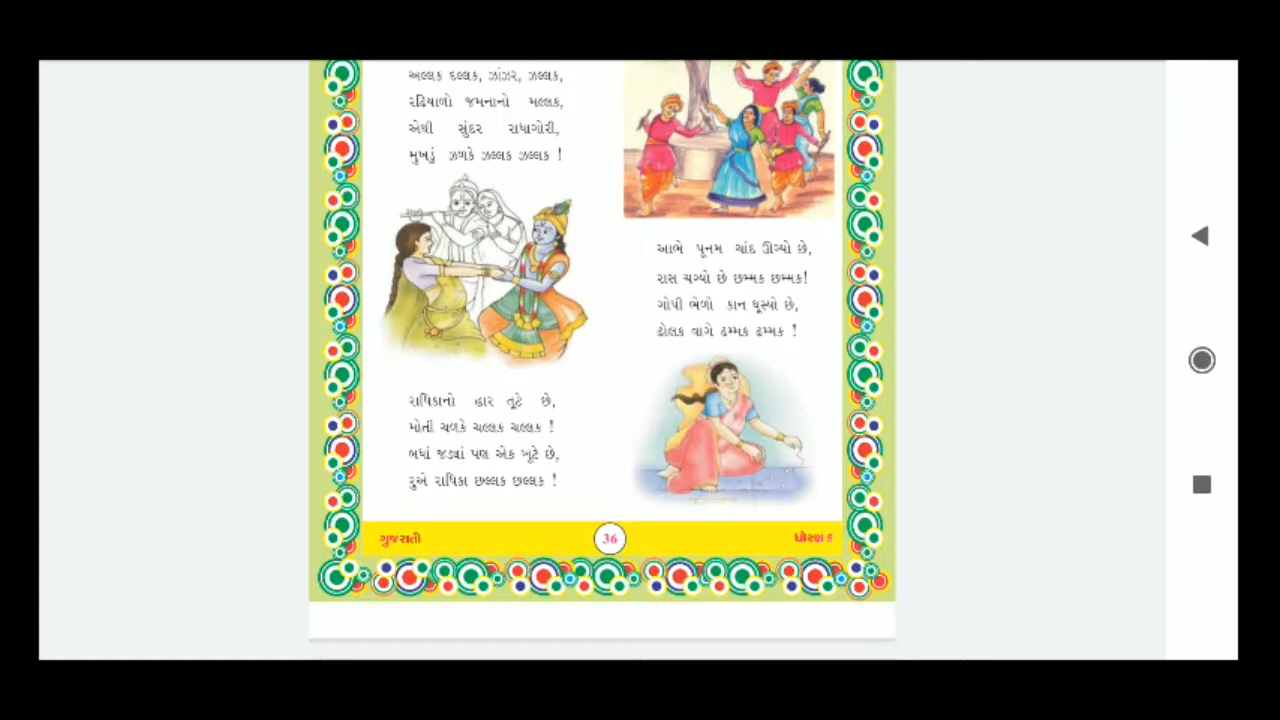 અલ્લક દલ્લક, ઝાંઝર, ઝલ્લક,
રઢિયાળો જમનાનો મલ્લક,
એથી સુંદર રાધાગોરી,
મુખડું ઝળકે ઝલ્લક ઝલ્લક !
આભે પૂનમ ચાંદ ઊગ્યો છે,
રાસ ચગ્યો છે છમ્મક છમ્મક!
ગોપી ભેળો કાન ઘૂસ્યો છે,
ઢોલક વાગે ઢમ્મક ઢમ્મક !
રાધિકાનો હાર તૂટે છે,
મોતી ચળકે ચલ્લક ચલ્લક !
બધાં જડ્યાં પણ એક ખૂટે છે,
રુએ રાધિકા છલ્લક છલ્લક !
ગુજરાતી
36
ધોરણ ૬